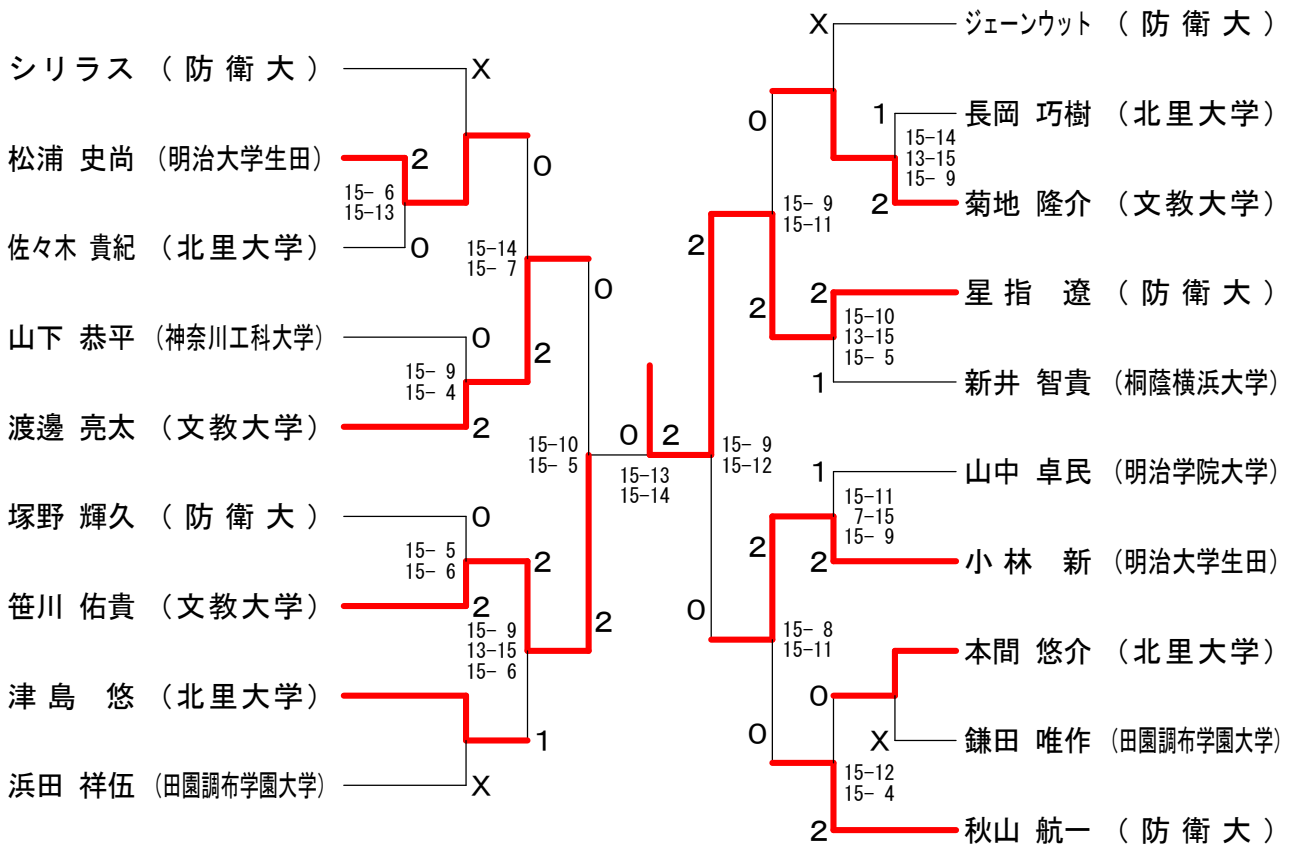 シリラス （ 防 衛 大 ）
X
松浦 史尚 （明治大学生田）
2
15- 6
15-13
佐々木 貴紀 （北里大学）
0
0
15-14
15- 7
山下 恭平 （神奈川工科大学）
0
15- 9
15- 4
渡邊 亮太 （文教大学）
2
2
0
塚野 輝久 （ 防 衛 大 ）
0
15- 5
15- 6
笹川 佑貴 （文教大学）
2
2
15- 9
13-15
15- 6
津 島　悠 （北里大学）
1
浜田 祥伍 （田園調布学園大学）
X
15-10
15- 5
2
0 2
15-13
15-14
X
ジェーンウット （ 防 衛 大 ）
1
長岡 巧樹 （北里大学）
15-14
13-15
15- 9
2
菊地 隆介 （文教大学）
0
15- 9
15-11
2
2
2
星 指　遼 （ 防 衛 大 ）
15-10
13-15
15- 5
1
新井 智貴 （桐蔭横浜大学）
15- 9
15-12
1
山中 卓民 （明治学院大学）
15-11
7-15
15- 9
2
小 林　新 （明治大学生田）
2
0
15- 8
15-11
本間 悠介 （北里大学）
0
0
X
鎌田 唯作 （田園調布学園大学）
15-12
15- 4
2
秋山 航一 （ 防 衛 大 ）